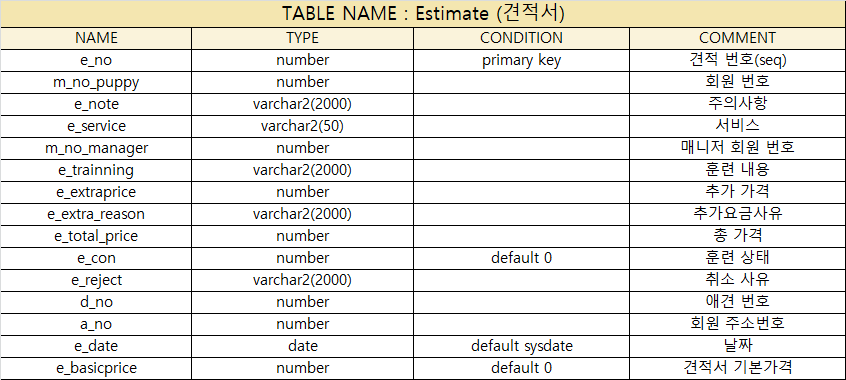 TABLE NAME : Estimate (견적서)
NAME TYPE CONDITION COMMENT
e_no number primary key 견적 번호(seq)
m_no_puppy number 회원 번호
e_note varchar2(2000) 주의사항
e_service varchar2(50) 서비스
m_no_manager number 매니저 회원 번호
e_trainning varchar2(2000) 훈련 내용
e_extraprice number 추가 가격
e_extra_reason varchar2(2000) 추가요금사유
e_total_price number 총 가격
e_con number default 0 훈련 상태
e_reject varchar2(2000) 취소 사유
d_no number 애견 번호
a_no number 회원 주소번호
e_date date default sysdate 날짜
e_basicprice number default 0 견적서 기본가격